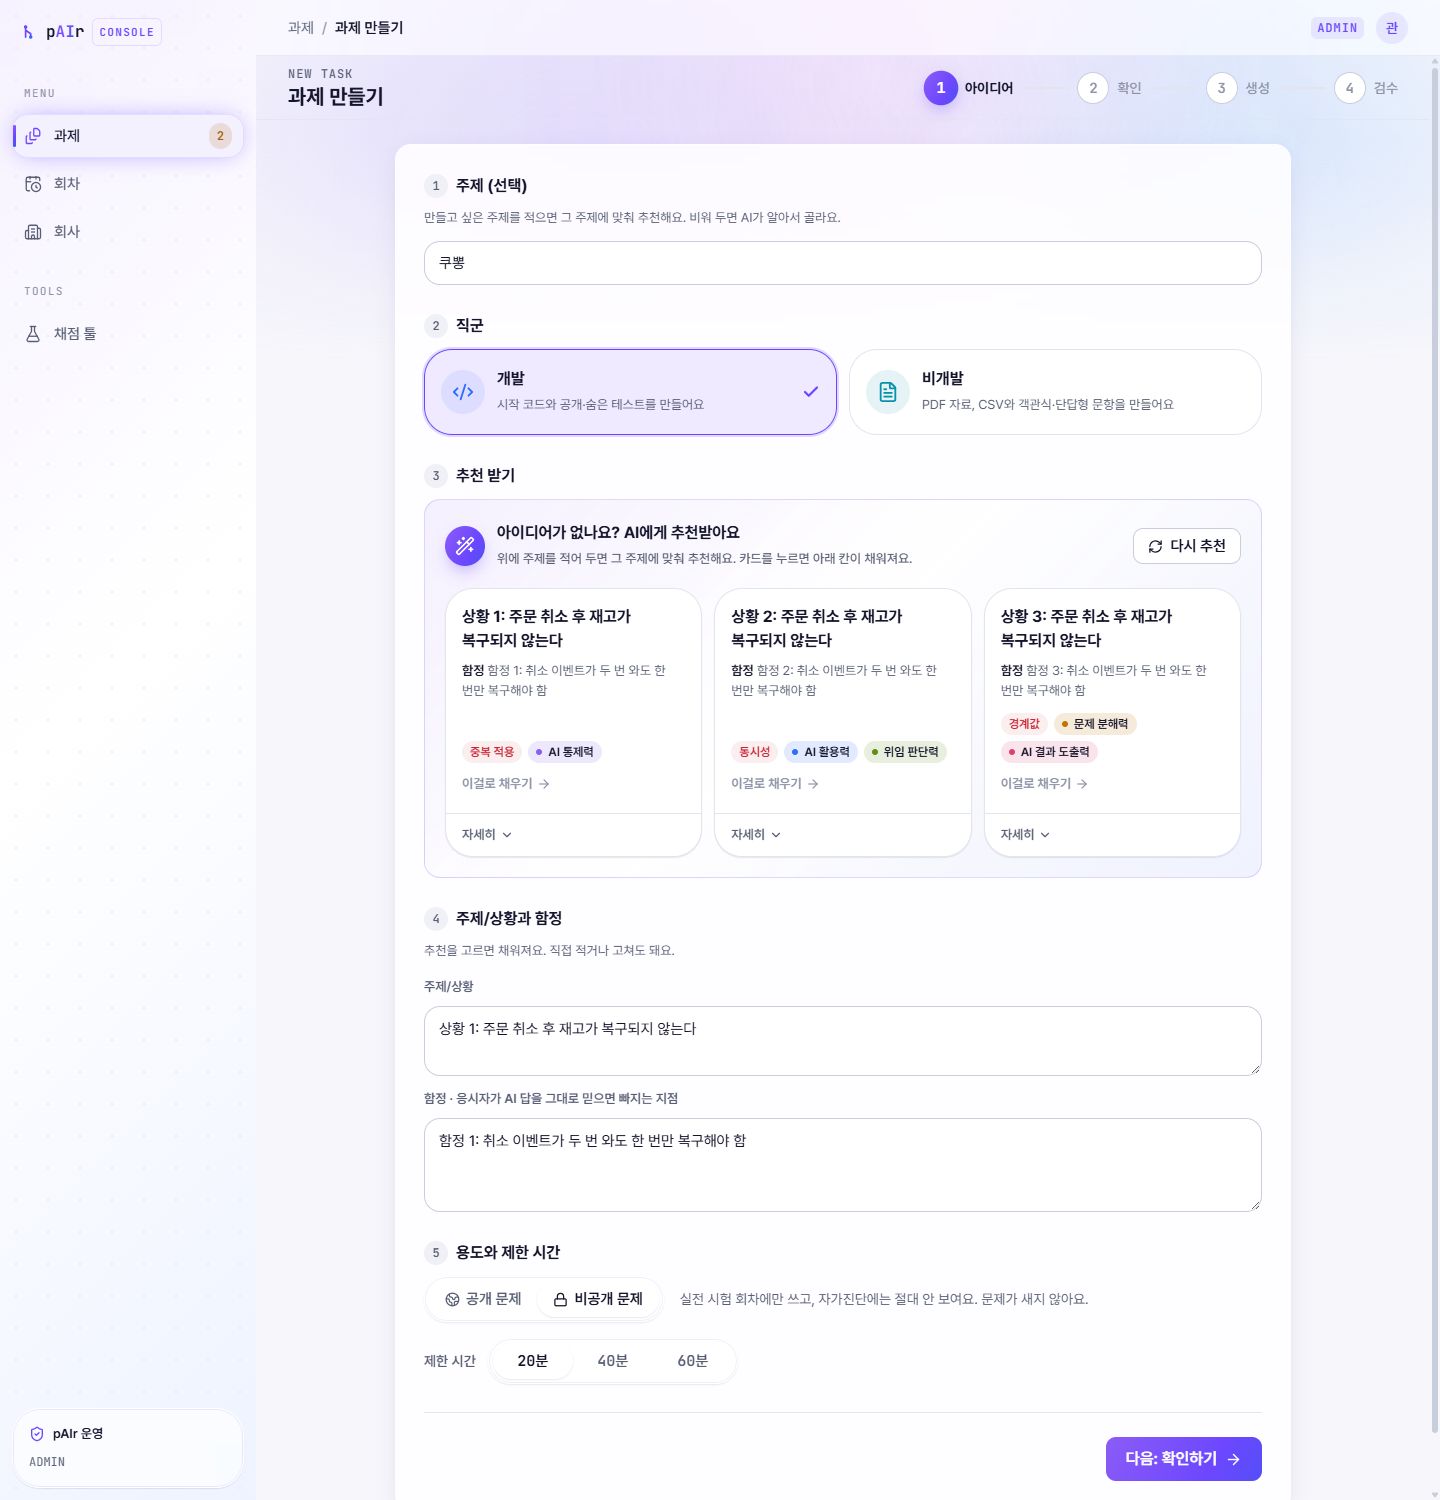 pAIr CONSOLE
MENU
과제 2
회차
회사
TOOLS
채점 툴
pAIr 운영
ADMIN
과제 / 과제 만들기
ADMIN 관
NEW TASK
과제 만들기
1 아이디어 2 확인 3 생성 4 검수
1 주제 (선택)
만들고 싶은 주제를 적으면 그 주제에 맞춰 추천해요. 비워 두면 AI가 알아서 골라요.
쿠뽕
2 직군
개발
시작 코드와 공개·숨은 테스트를 만들어요
비개발
PDF 자료, CSV와 객관식·단답형 문항을 만들어요
3 추천 받기
아이디어가 없나요? AI에게 추천받아요
위에 주제를 적어 두면 그 주제에 맞춰 추천해요. 카드를 누르면 아래 칸이 채워져요.
다시 추천
상황 1: 주문 취소 후 재고가
복구되지 않는다
함정 함정 1: 취소 이벤트가 두 번 와도 한
번만 복구해야 함
중복 적용 AI 통제력
이걸로 채우기
자세히
상황 2: 주문 취소 후 재고가
복구되지 않는다
함정 함정 2: 취소 이벤트가 두 번 와도 한
번만 복구해야 함
동시성 AI 활용력 위임 판단력
이걸로 채우기
자세히
상황 3: 주문 취소 후 재고가
복구되지 않는다
함정 함정 3: 취소 이벤트가 두 번 와도 한
번만 복구해야 함
경계값 문제 분해력
AI 결과 도출력
이걸로 채우기
자세히
4 주제/상황과 함정
추천을 고르면 채워져요. 직접 적거나 고쳐도 돼요.
주제/상황
상황 1: 주문 취소 후 재고가 복구되지 않는다
함정 · 응시자가 AI 답을 그대로 믿으면 빠지는 지점
함정 1: 취소 이벤트가 두 번 와도 한 번만 복구해야 함
5 용도와 제한 시간
공개 문제 비공개 문제 실전 시험 회차에만 쓰고, 자가진단에는 절대 안 보여요. 문제가 새지 않아요.
제한 시간 20분 40분 60분
다음: 확인하기